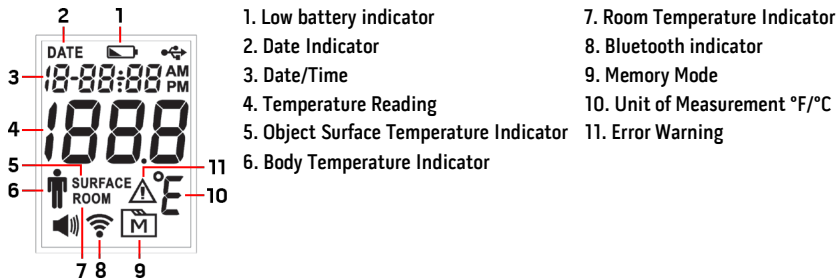 2 1
DATE
3 18-88:88 AM
PM
4 188.8
5 11
6 SURFACE °E 10
ROOM
M
7 8 9
1. Low battery indicator
2. Date Indicator
3. Date/Time
4. Temperature Reading
5. Object Surface Temperature Indicator
6. Body Temperature Indicator
7. Room Temperature Indicator
8. Bluetooth indicator
9. Memory Mode
10. Unit of Measurement °F/°C
11. Error Warning